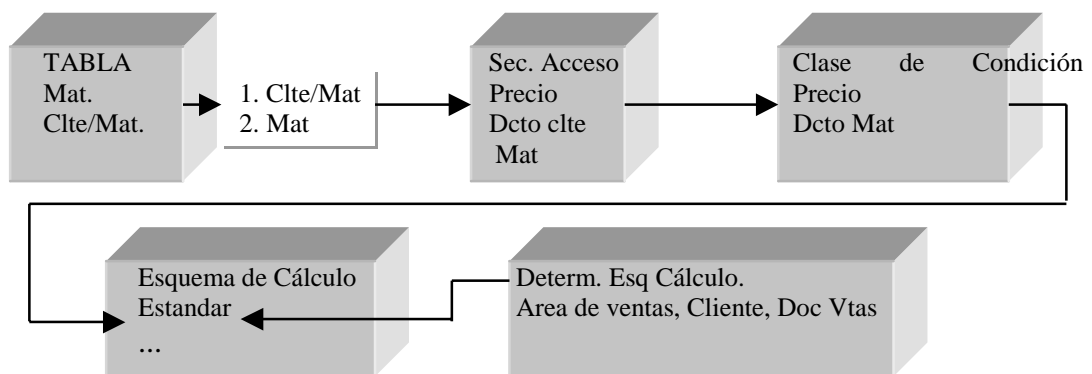 TABLA
Mat.
Clte/Mat.
1. Clte/Mat
2. Mat
Sec. Acceso
Precio
Dcto clte
Mat
Clase de Condición
Precio
Dcto Mat
Esquema de Cálculo
Estandar
...
Determ. Esq Cálculo.
Area de ventas, Cliente, Doc Vtas